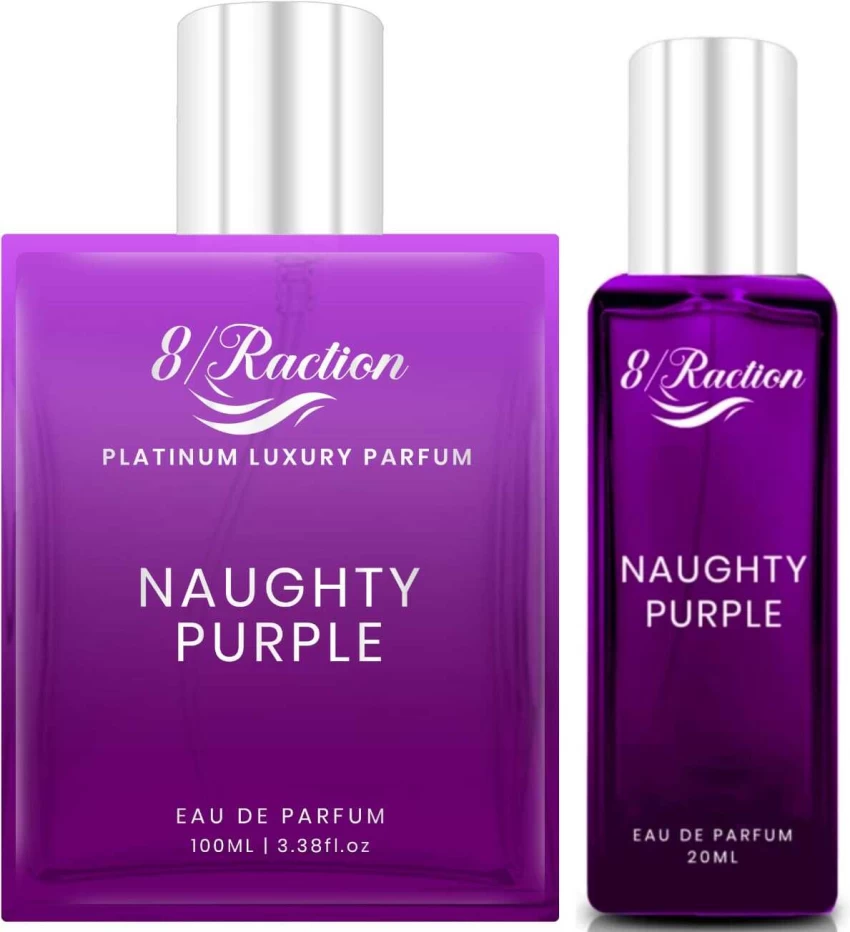 8/Raction
PLATINUM LUXURY PARFUM
NAUGHTY
PURPLE
EAU DE PARFUM
100ML | 3.38fl.oz
8/Raction
NAUGHTY
PURPLE
EAU DE PARFUM
20ML